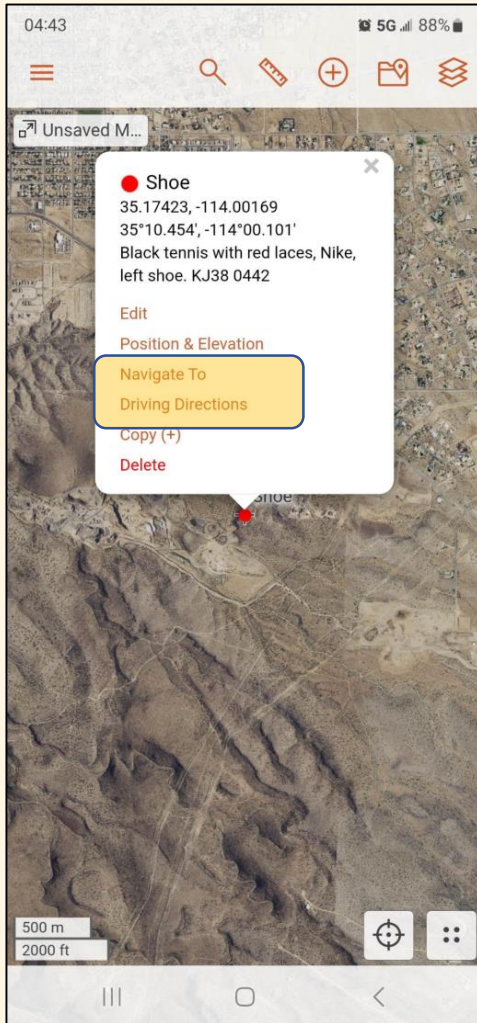 04:43 5G 88%
Unsaved M...
Shoe
35.17423, -114.00169
35°10.454', -114°00.101'
Black tennis with red laces, Nike,
left shoe. KJ38 0442
Edit
Position & Elevation
Navigate To
Driving Directions
Copy (+)
Delete
Shoe
500 m
2000 ft